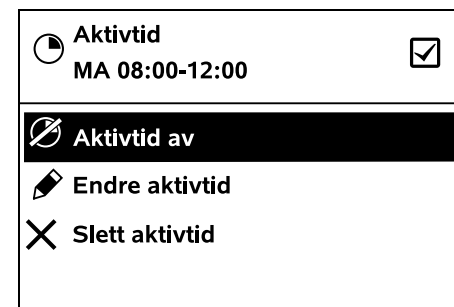 Aktivtid
MA 08:00-12:00
Aktivtid av
Endre aktivtid
Slett aktivtid